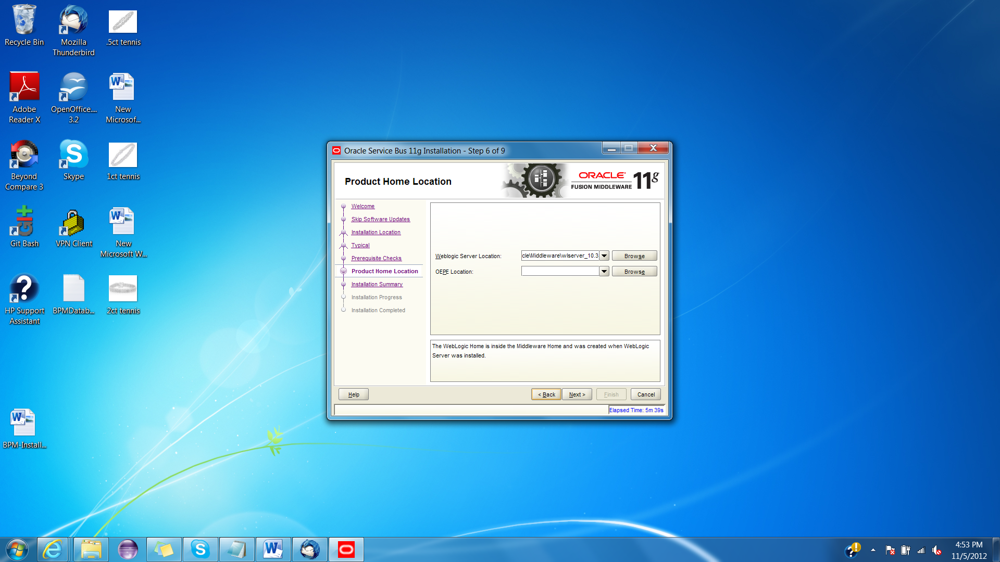 Recycle Bin
Mozilla
Thunderbird
.5ct tennis
Adobe
Reader X
OpenOffice....
3.2
New
Microsof...
Beyond
Compare 3
Skype
1ct tennis
Git Bash
VPN Client
New
Microsoft W...
HP Support
Assistant
BPMDatab...
2ct tennis
BPM-Install...
Oracle Service Bus 11g Installation - Step 6 of 9
Product Home Location
ORACLE
FUSION MIDDLEWARE
11g
Welcome
Skip Software Updates
Installation Location
Typical
Prerequisite Checks
Product Home Location
Installation Summary
Installation Progress
Installation Completed
Weblogic Server Location:
cle\Middleware\wlserver_10.3
Browse
OEPE Location:
Browse
The WebLogic Home is inside the Middleware Home and was created when WebLogic
Server was installed.
Help
< Back
Next >
Finish
Cancel
Elapsed Time: 5m 39s
4:53 PM
11/5/2012